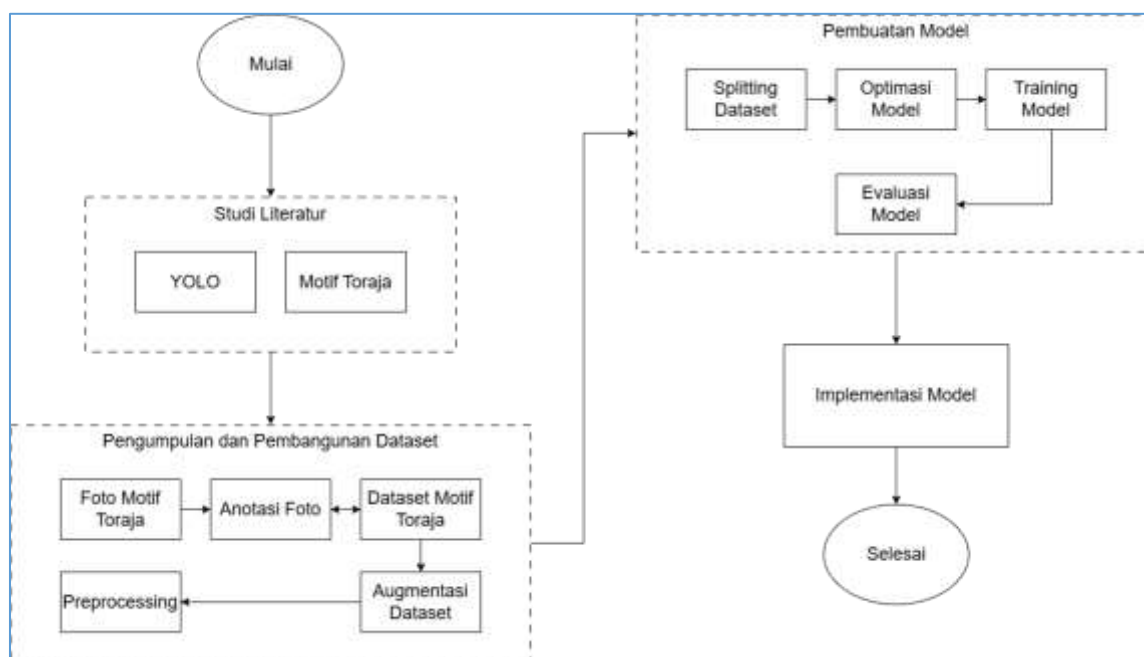 Mulai
Studi Literatur
YOLO
Motif Toraja
Pengumpulan dan Pembangunan Dataset
Foto Motif
Toraja
Anotasi Foto
Dataset Motif
Toraja
Augmentasi
Dataset
Preprocessing
Pembuatan Model
Splitting
Dataset
Optimasi
Model
Training
Model
Evaluasi
Model
Implementasi Model
Selesai